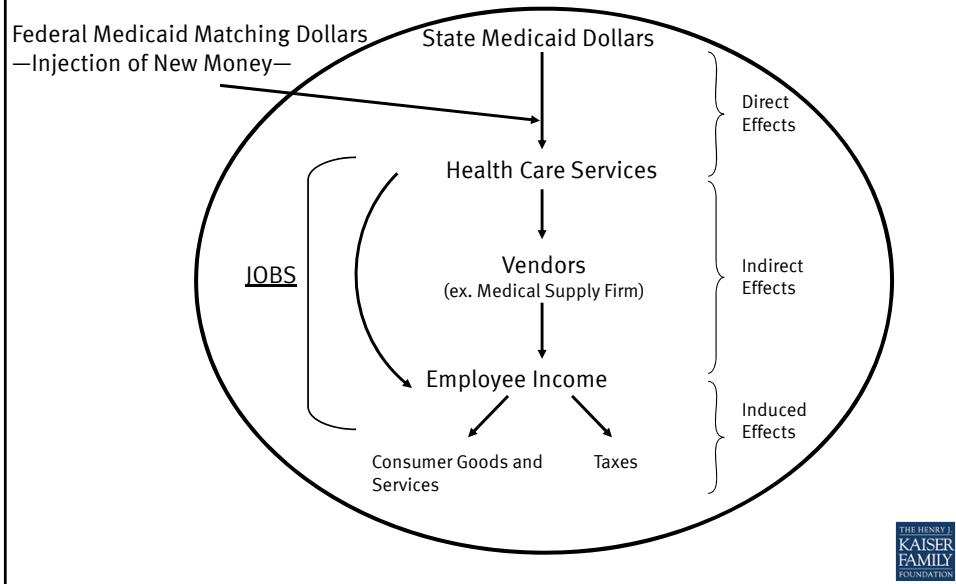 Federal Medicaid Matching Dollars
—Injection of New Money—
State Medicaid Dollars
Direct
Effects
Health Care Services
JOBS
Vendors
(ex. Medical Supply Firm)
Indirect
Effects
Employee Income
Induced
Effects
Consumer Goods and
Services
Taxes
THE HENRY J.
KAISER
FAMILY
FOUNDATION